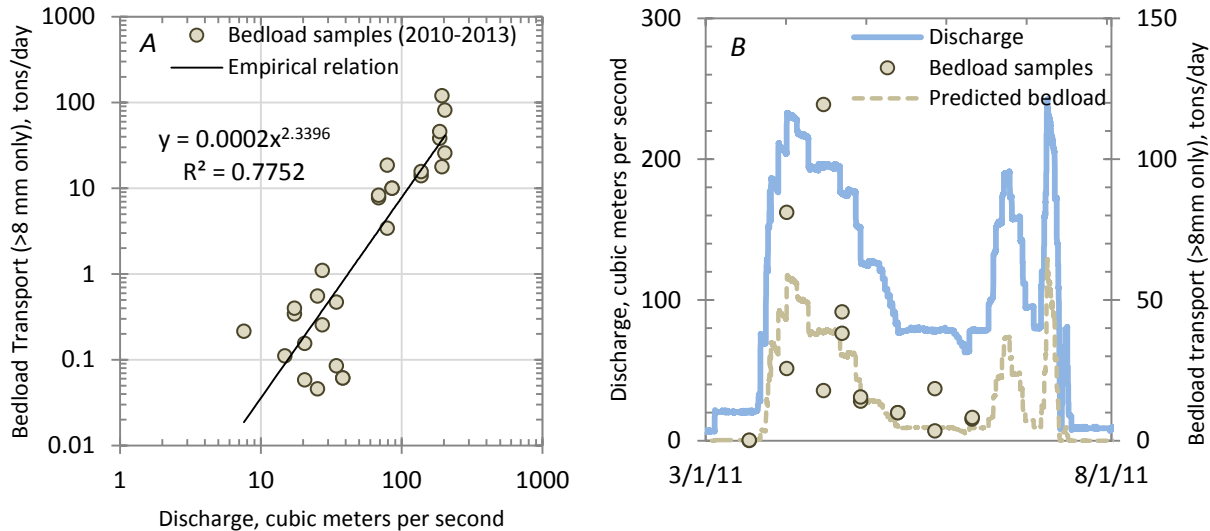 A
Bedload samples (2010-2013)
Empirical relation
y = 0.0002x^2.3396
R² = 0.7752
1000
100
10
1
0.1
0.01
1
10
100
1000
Bedload Transport (>8 mm only), tons/day
Discharge, cubic meters per second
B
Discharge
Bedload samples
Predicted bedload
300
200
100
0
150
100
50
0
3/1/11
8/1/11
Discharge, cubic meters per second
Bedload transport (>8mm only), tons/day